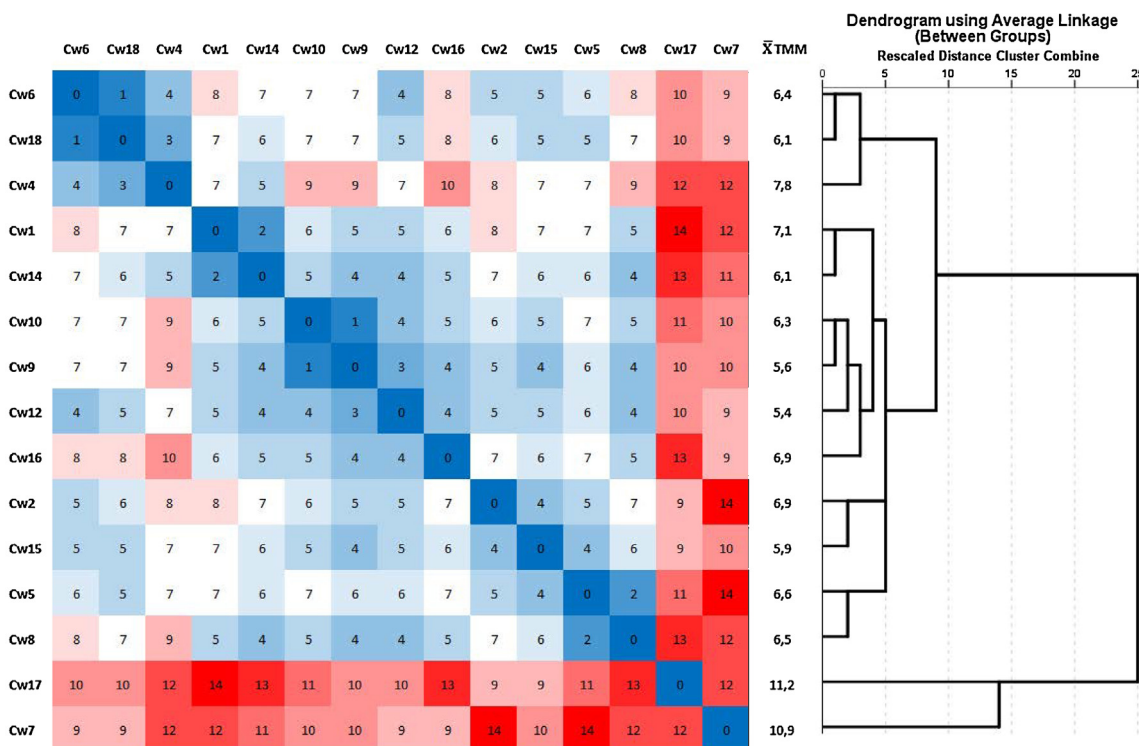 Dendrogram using Average Linkage
(Between Groups)
Rescaled Distance Cluster Combine
Cw6 Cw18 Cw4 Cw1 Cw14 Cw10 Cw9 Cw12 Cw16 Cw2 Cw15 Cw5 Cw8 Cw17 Cw7 X̅ TMM
0 5 10 15 20 25
Cw6 0 1 4 8 7 7 7 4 8 5 5 6 8 10 9 6,4
Cw18 1 0 3 7 6 7 7 5 8 6 5 5 7 10 9 6,1
Cw4 4 3 0 7 5 9 9 7 10 8 7 7 9 12 12 7,8
Cw1 8 7 7 0 2 6 5 5 6 8 7 7 5 14 12 7,1
Cw14 7 6 5 2 0 5 4 4 5 7 6 6 4 13 11 6,1
Cw10 7 7 9 6 5 0 1 4 5 6 5 7 5 11 10 6,3
Cw9 7 7 9 5 4 1 0 3 4 5 4 6 4 10 10 5,6
Cw12 4 5 7 5 4 4 3 0 4 5 5 6 4 10 9 5,4
Cw16 8 8 10 6 5 5 4 4 0 7 6 7 5 13 9 6,9
Cw2 5 6 8 8 7 6 5 5 7 0 4 5 7 9 14 6,9
Cw15 5 5 7 7 6 5 4 5 6 4 0 4 6 9 10 5,9
Cw5 6 5 7 7 6 7 6 6 7 5 4 0 2 11 14 6,6
Cw8 8 7 9 5 4 5 4 4 5 7 6 2 0 13 12 6,5
Cw17 10 10 12 14 13 11 10 10 13 9 9 11 13 0 12 11,2
Cw7 9 9 12 12 11 10 10 9 9 14 10 14 12 12 0 10,9